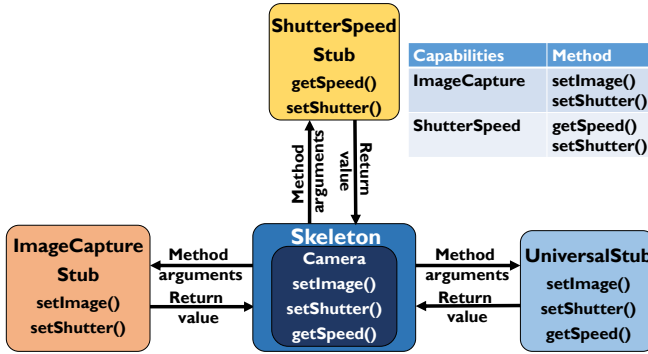 ShutterSpeed
Stub
getSpeed()
setShutter()
Capabilities Method
ImageCapture setImage()
setShutter()
ShutterSpeed getSpeed()
setShutter()
Method
arguments
Return
value
ImageCapture
Stub
setImage()
setShutter()
Method
arguments
Return
value
Skeleton
Camera
setImage()
setShutter()
getSpeed()
Method
arguments
Return
value
UniversalStub
setImage()
setShutter()
getSpeed()